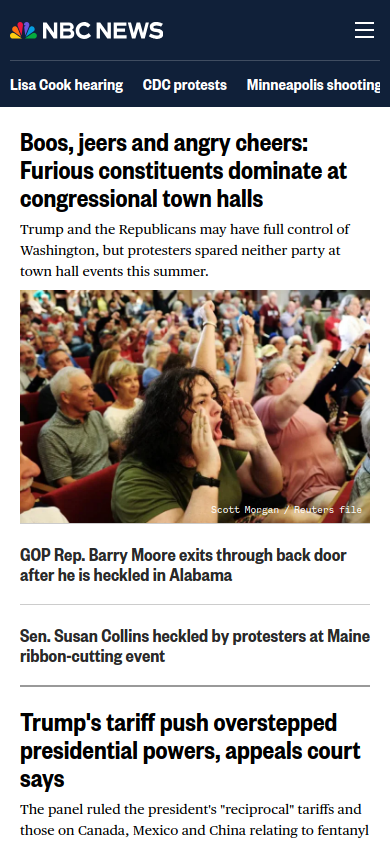 NBC NEWS
Lisa Cook hearing CDC protests Minneapolis shooting
Boos, jeers and angry cheers:
Furious constituents dominate at
congressional town halls
Trump and the Republicans may have full control of
Washington, but protesters spared neither party at
town hall events this summer.
Scott Morgan / Reuters file
GOP Rep. Barry Moore exits through back door
after he is heckled in Alabama
Sen. Susan Collins heckled by protesters at Maine
ribbon-cutting event
Trump's tariff push overstepped
presidential powers, appeals court
says
The panel ruled the president's "reciprocal" tariffs and
those on Canada, Mexico and China relating to fentanyl